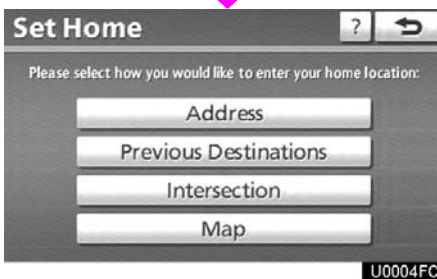 Set Home
?
Please select how you would like to enter your home location:
Address
Previous Destinations
Intersection
Map
U0004FC